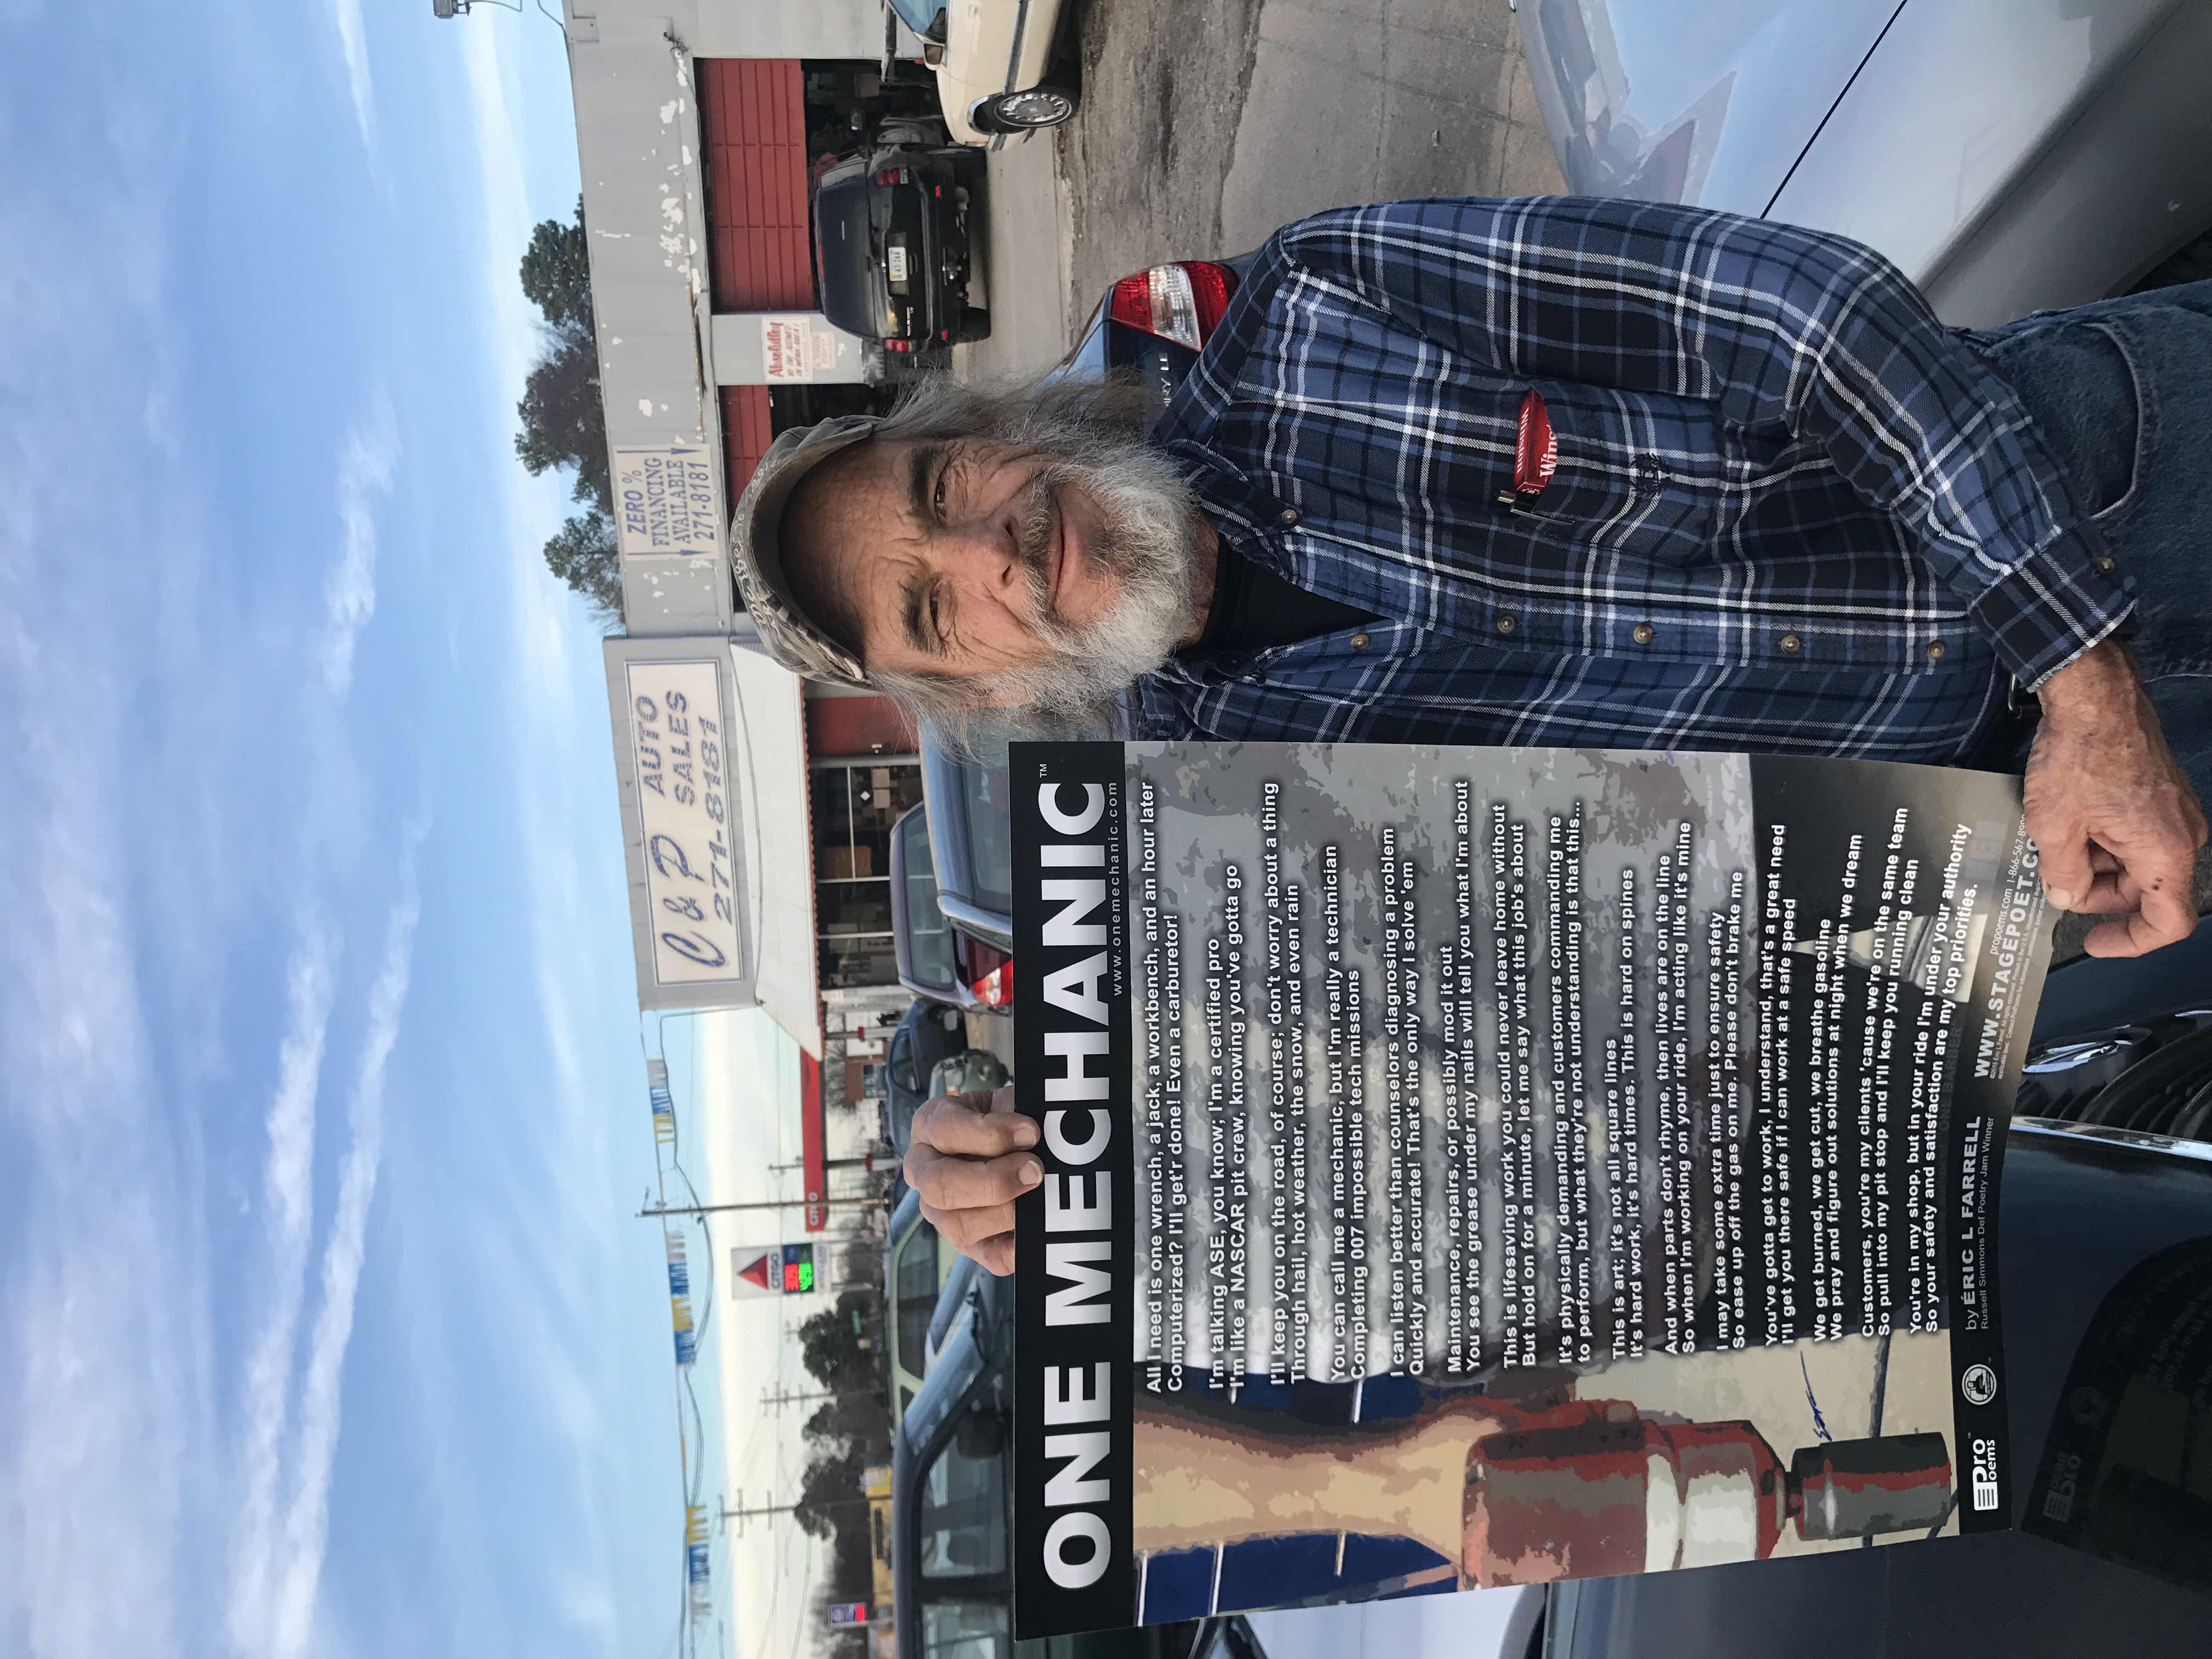 ZERO %
FINANCING
AVAILABLE
271-8181
C & P AUTO
SALES
271-8181
Absolutely
CITGO
CITGO
Winston
ONE MECHANIC™
www.onemechanic.com
All I need is one wrench, a jack, a workbench, and an hour later
Computerized? I'll get'r done! Even a carburetor!
I'm talking ASE, you know; I'm a certified pro
I'm like a NASCAR pit crew, knowing you've gotta go
I'll keep you on the road, of course; don't worry about a thing
Through hail, hot weather, the snow, and even rain
You can call me a mechanic, but I'm really a technician
Completing 007 impossible tech missions
I can listen better than counselors diagnosing a problem
Quickly and accurate! That's the only way I solve 'em
Maintenance, repairs, or possibly mod it out
You see the grease under my nails will tell you what I'm about
This is lifesaving work you could never leave home without
But hold on for a minute, let me say what this job's about
It's physically demanding and customers commanding me
to perform, but what they're not understanding is that this...
This is art; it's not all square lines
It's hard work, it's hard times. This is hard on spines
And when parts don't rhyme, then lives are on the line
So when I'm working on your ride, I'm acting like it's mine
I may take some extra time just to ensure safety
So ease up off the gas on me. Please don't brake me
You've gotta get to work, I understand, that's a great need
I'll get you there safe if I can work at a safe speed
We get burned, we get cut, we breathe gasoline
We pray and figure out solutions at night when we dream
Customers, you're my clients 'cause we're on the same team
So pull into my pit stop and I'll keep you running clean
You're in my shop, but in your ride I'm under your authority
So your safety and satisfaction are my top priorities.
Pro
Poems
by ERIC L FARRELL
Russell Simmons Def Poetry Jam Winner
propoems.com
WWW.STAGEPOET.CO